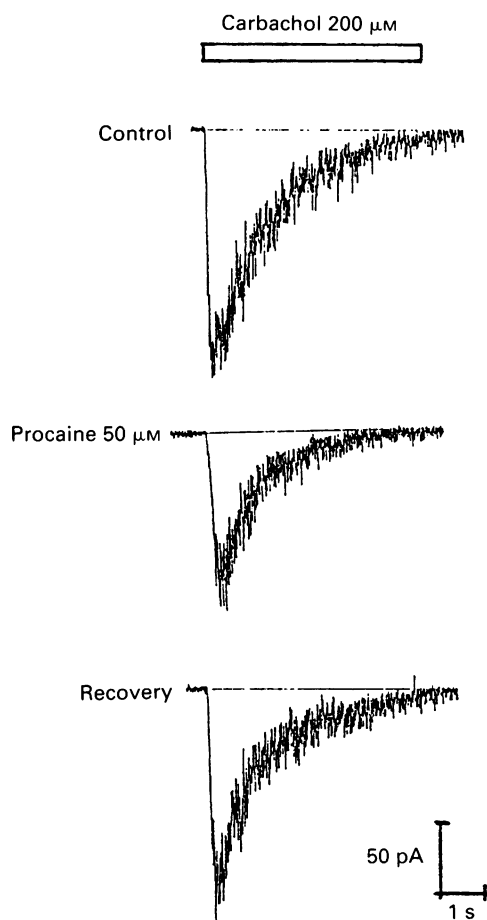 Carbachol 200 μM
Control
Procaine 50 μM
Recovery
50 pA
1 s